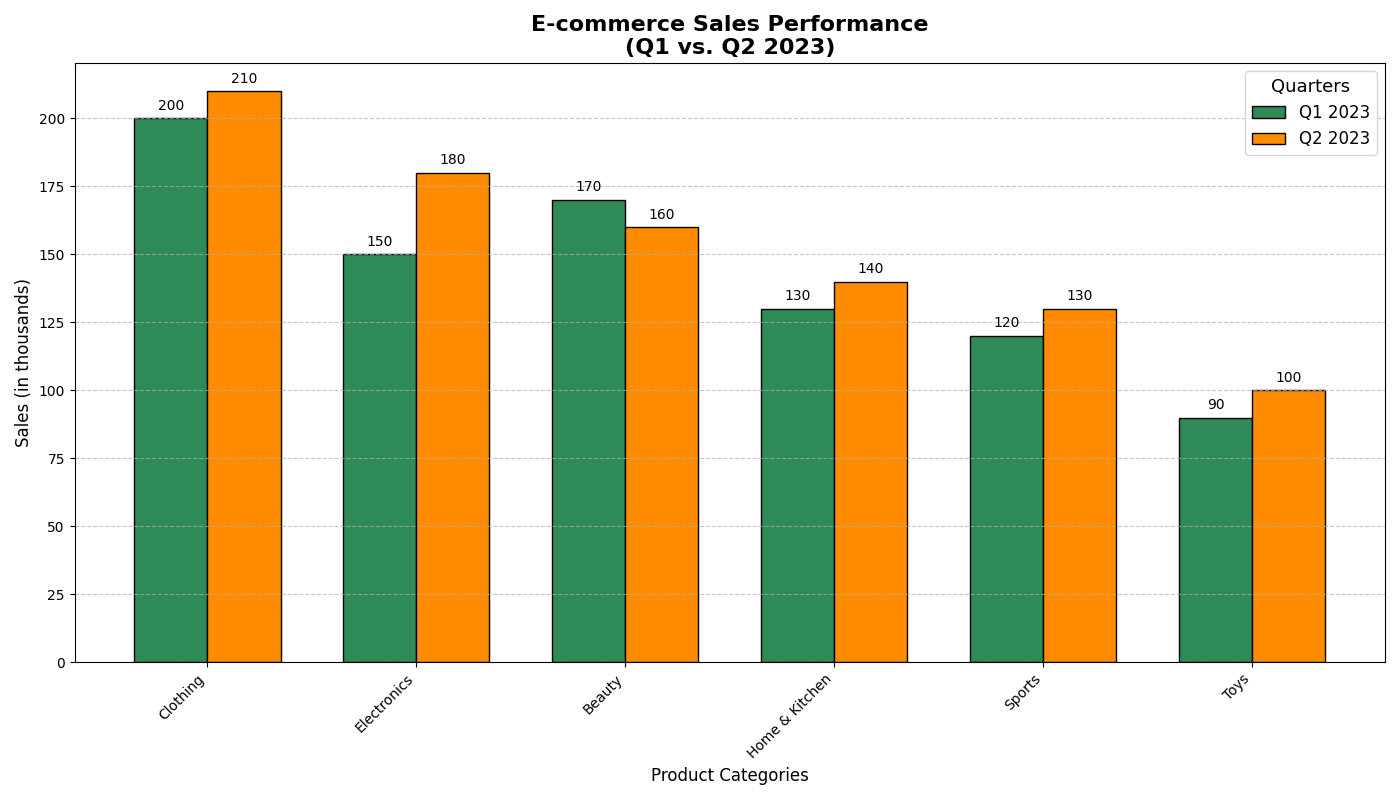 E-commerce Sales Performance
(Q1 vs. Q2 2023)
Quarters
Q1 2023
Q2 2023
Sales (in thousands)
200
175
150
125
100
75
50
25
0
200
210
150
180
170
160
130
140
120
130
90
100
Clothing
Electronics
Beauty
Home & Kitchen
Sports
Toys
Product Categories